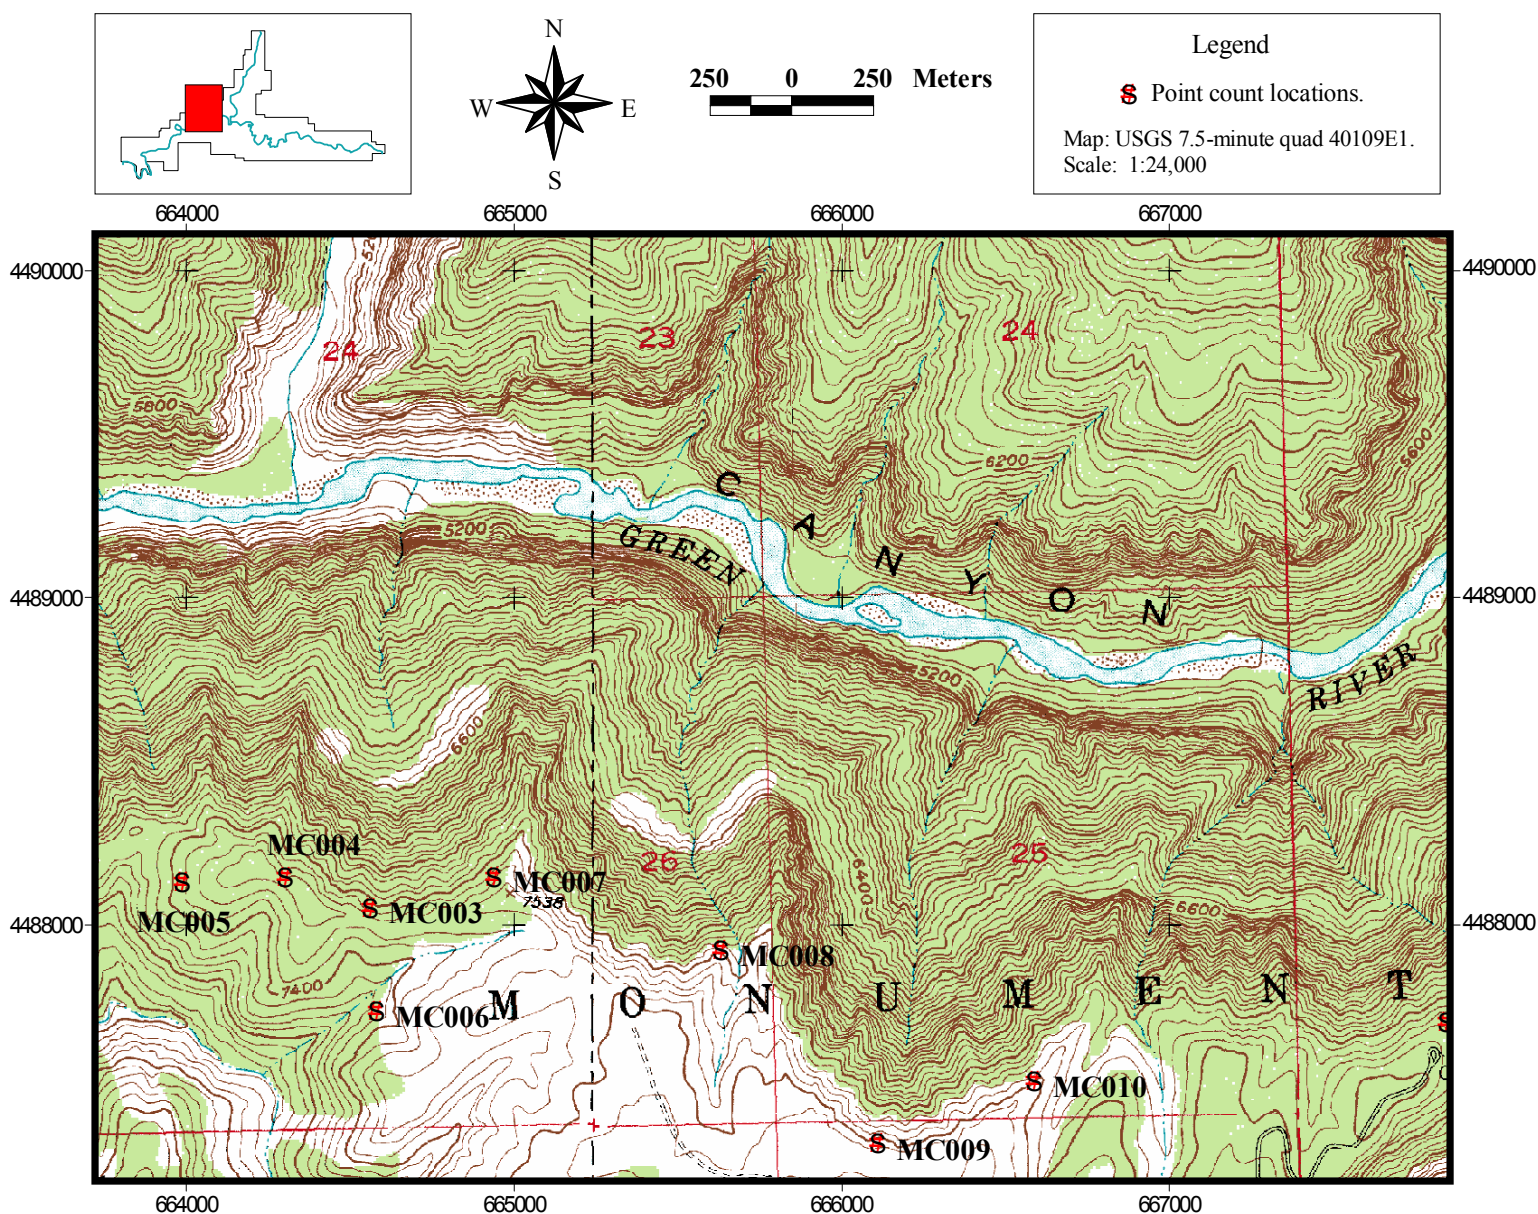 N
W E
S
250 0 250 Meters
Legend
S Point count locations.
Map: USGS 7.5-minute quad 40109E1.
Scale: 1:24,000
664000 665000 666000 667000
4490000 4490000
24 23 24
5800
6200
5600
CANYON
5200
GREEN
4489000 4489000
5200
RIVER
6600
MC004
26 25
6400
S S S MC007
7538
MC005 S MC003
6600
4488000 4488000
S MC008
7400
MONUMENT
S MC006
S
S MC010
S MC009
664000 665000 666000 667000